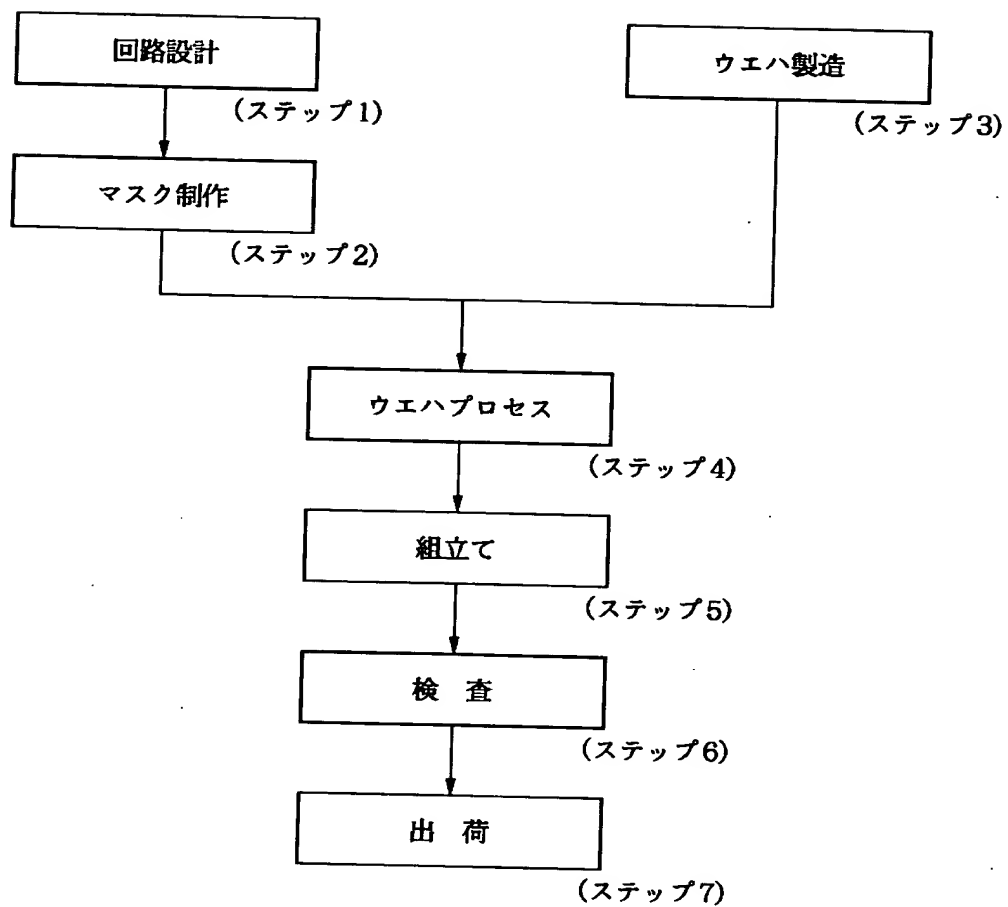 回路設計
(ステップ1)
マスク制作
(ステップ2)
ウエハ製造
(ステップ3)
ウエハプロセス
(ステップ4)
組立て
(ステップ5)
検 査
(ステップ6)
出 荷
(ステップ7)